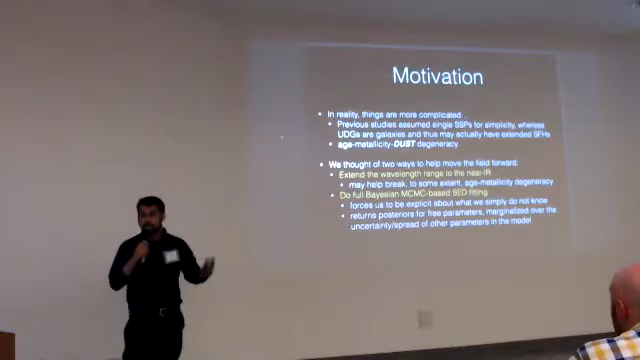 Motivation
• In reality, things are more complicated...
• Previous studies assumed single SSPs for simplicity, whereas
UDGs are galaxies and thus may actually have extended SFHs
• age-metallicity-DUST degeneracy
• We thought of two ways to help move the field forward:
• Extend the wavelength range to the near-IR
• may help break, to some extent, age-metallicity degeneracy
• Do full Bayesian MCMC-based SED fitting
• forces us to be explicit about what we simply do not know
• returns posteriors for free parameters, marginalized over the
uncertainty/spread of other parameters in the model